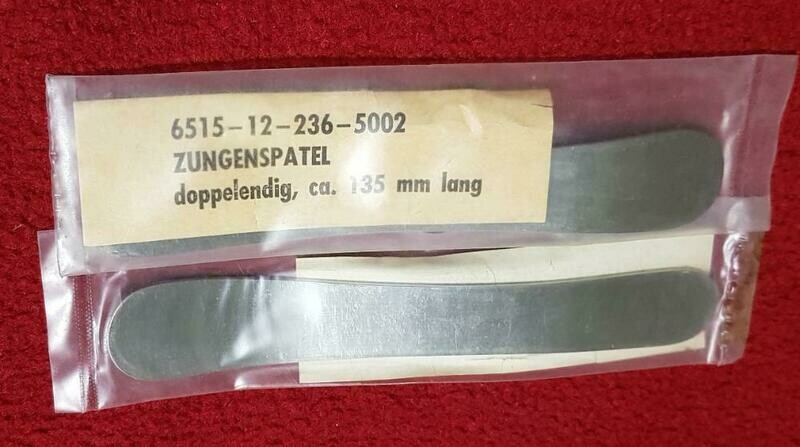 6515-12-236-5002
ZUNGENSPATEL
doppelendig, ca. 135 mm lang